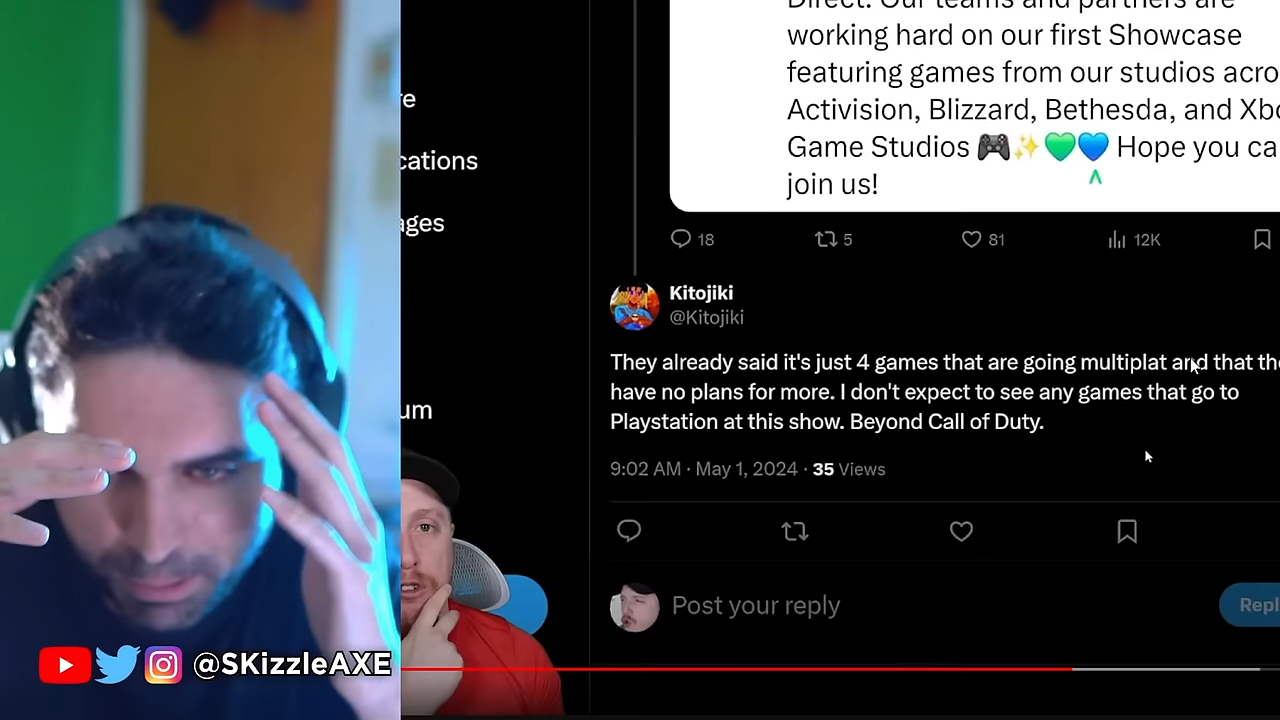 Direct. Our teams and partners are
working hard on our first Showcase
featuring games from our studios acro
Activision, Blizzard, Bethesda, and Xbo
Game Studios 🎮✨💚💙 Hope you ca
join us!
^
re
cations
ages
um
18
5
81
12K
Kitojiki
@Kitojiki
They already said it's just 4 games that are going multiplat and that the
have no plans for more. I don't expect to see any games that go to
Playstation at this show. Beyond Call of Duty.
9:02 AM · May 1, 2024 · 35 Views
Post your reply
Repl
@SKizzleAXE